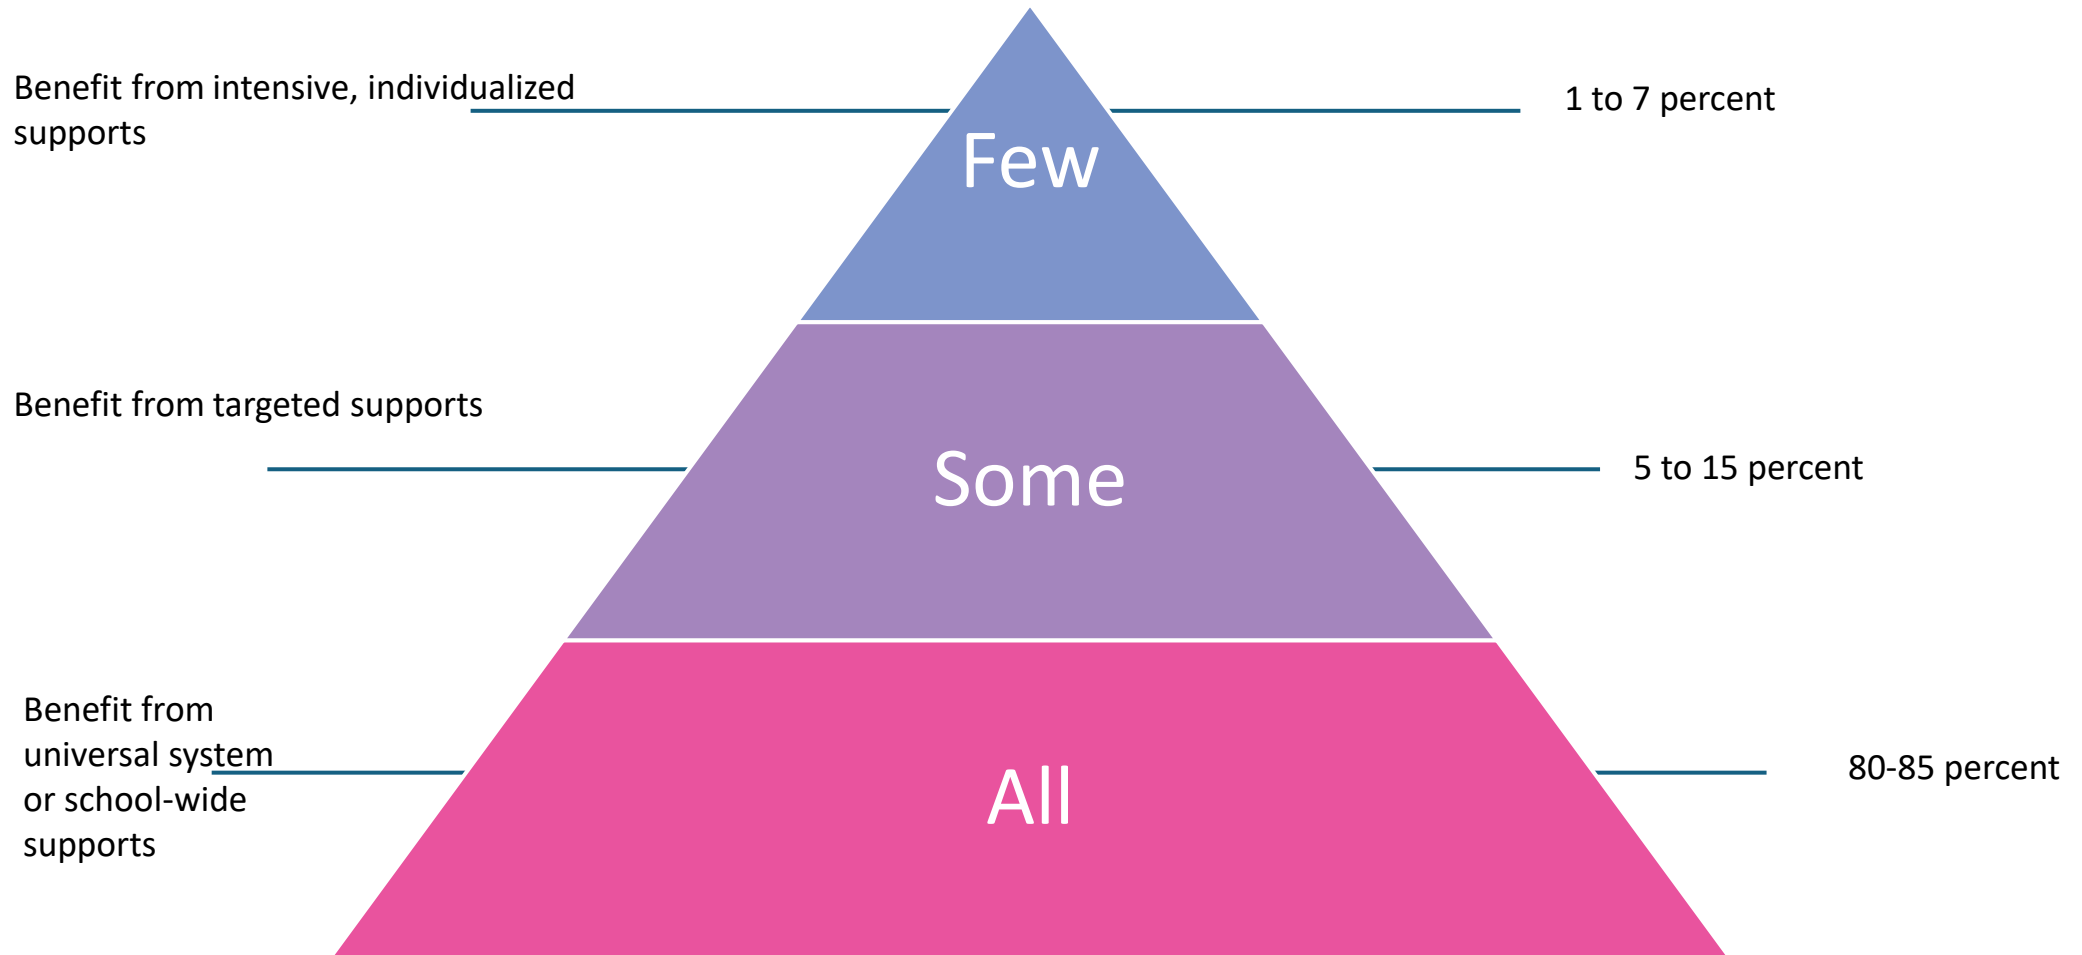 Benefit from intensive, individualized
supports
Few
1 to 7 percent
Benefit from targeted supports
Some
5 to 15 percent
Benefit from
universal system
or school-wide
supports
All
80-85 percent